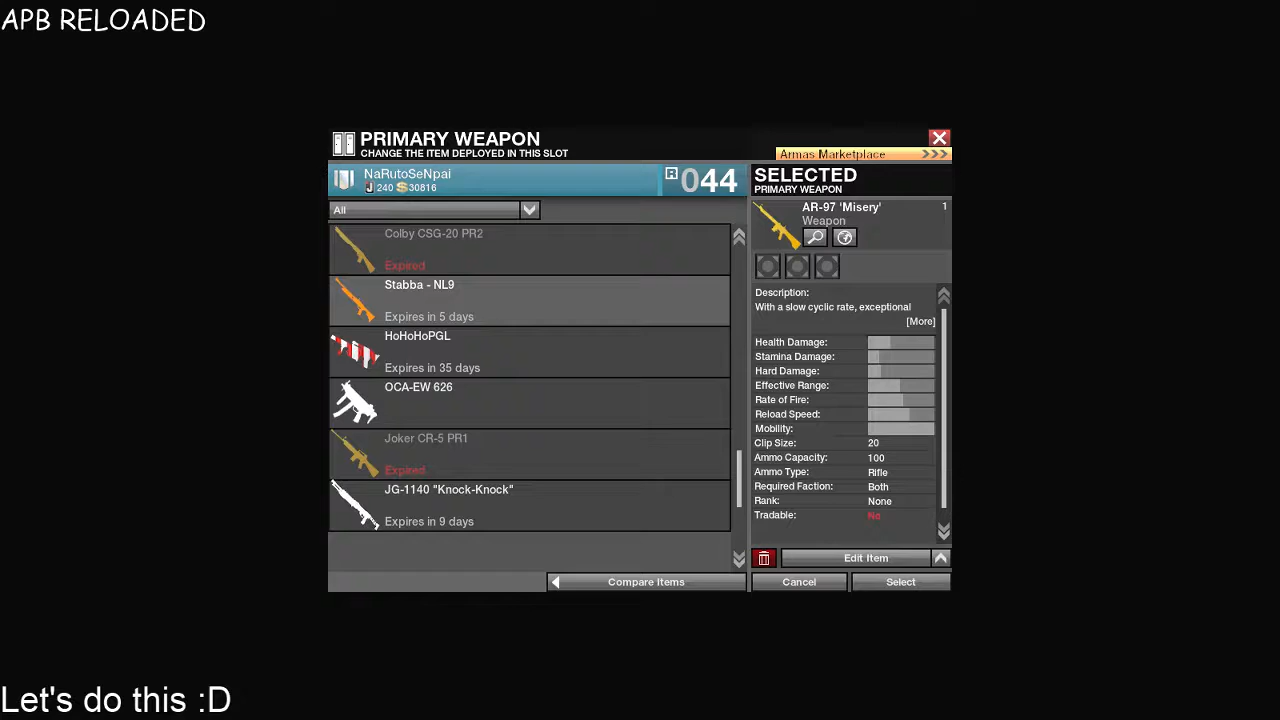 APB RELOADED
PRIMARY WEAPON
CHANGE THE ITEM DEPLOYED IN THIS SLOT
Armas Marketplace >>>
NaRutoSeNpai
J 240 $ 30816
R 044
All
Colby CSG-20 PR2
Expired
Stabba - NL9
Expires in 5 days
HoHoHoPGL
Expires in 35 days
OCA-EW 626
Joker CR-5 PR1
Expired
JG-1140 "Knock-Knock"
Expires in 9 days
Compare Items
SELECTED
PRIMARY WEAPON
AR-97 'Misery' 1
Weapon
Description:
With a slow cyclic rate, exceptional
[More]
Health Damage:
Stamina Damage:
Hard Damage:
Effective Range:
Rate of Fire:
Reload Speed:
Mobility:
Clip Size: 20
Ammo Capacity: 100
Ammo Type: Rifle
Required Faction: Both
Rank: None
Tradable: No
Edit Item
Cancel Select
Let's do this :D